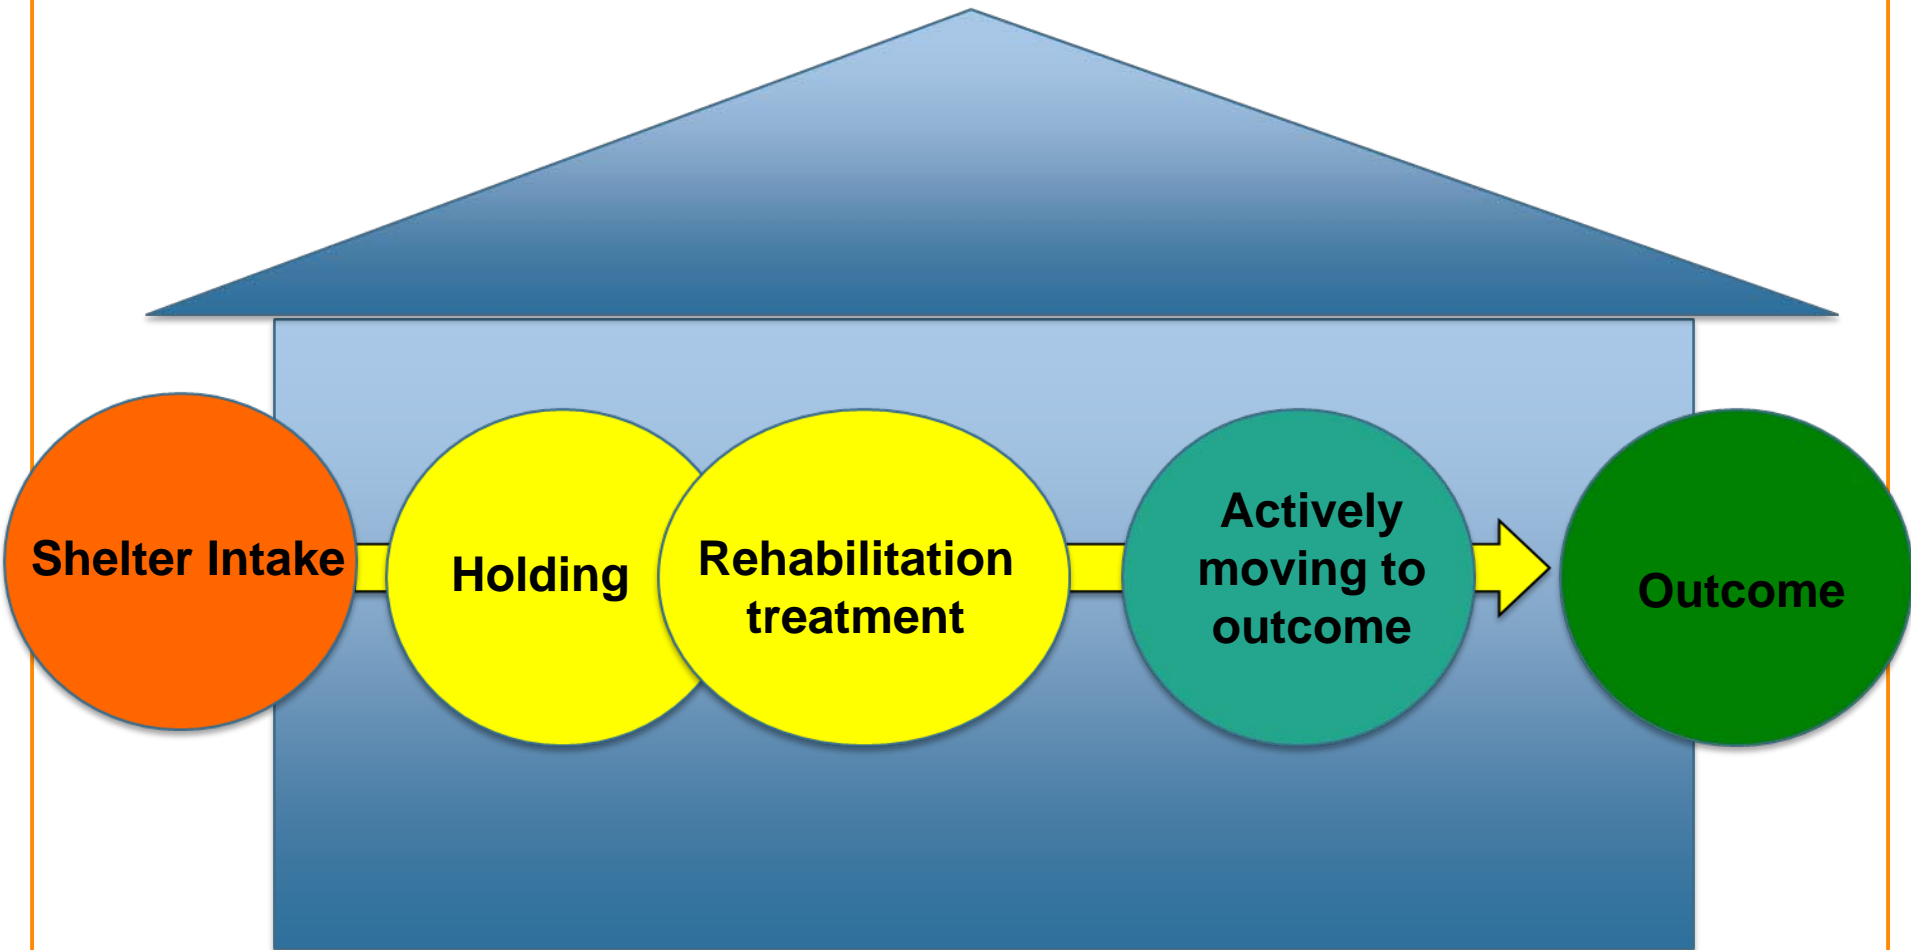 Shelter Intake
Holding
Rehabilitation
treatment
Actively
moving to
outcome
Outcome